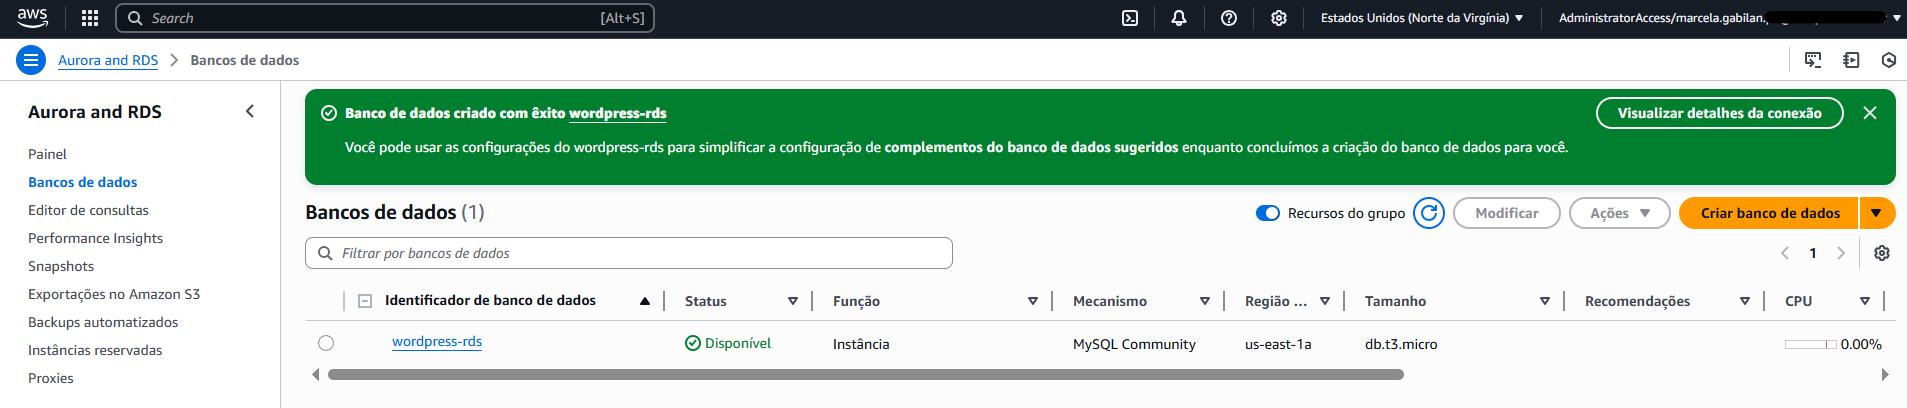 aws
Search [Alt+S]
Estados Unidos (Norte da Virgínia)
AdministratorAccess/marcela.gabilan.
Aurora and RDS > Bancos de dados
Aurora and RDS
Painel
Bancos de dados
Editor de consultas
Performance Insights
Snapshots
Exportações no Amazon S3
Backups automatizados
Instâncias reservadas
Proxies
Banco de dados criado com êxito wordpress-rds
Visualizar detalhes da conexão
Você pode usar as configurações do wordpress-rds para simplificar a configuração de complementos do banco de dados sugeridos enquanto concluímos a criação do banco de dados para você.
Bancos de dados (1)
Recursos do grupo
Modificar
Ações
Criar banco de dados
Filtrar por bancos de dados
1
Identificador de banco de dados Status Função Mecanismo Região ... Tamanho Recomendações CPU
wordpress-rds Disponível Instância MySQL Community us-east-1a db.t3.micro 0.00%